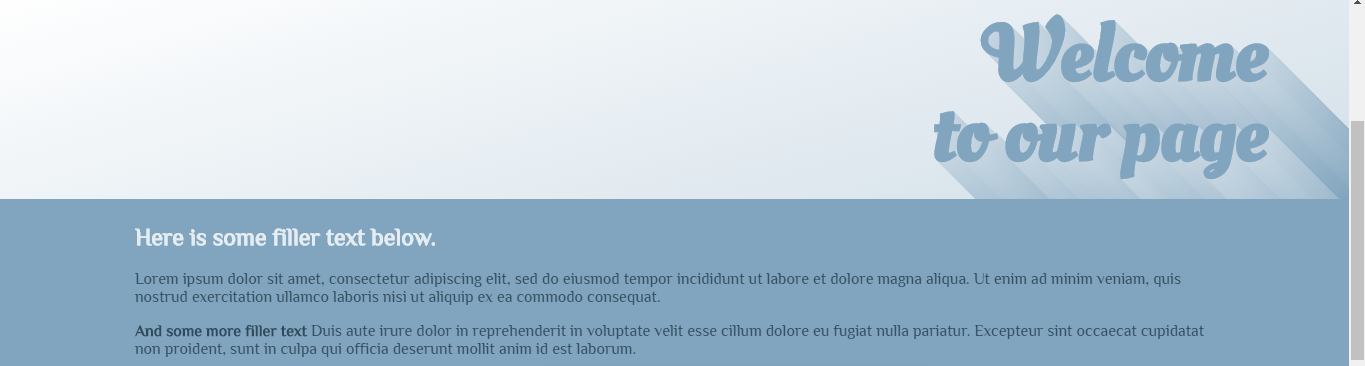 Welcome
to our page
Here is some filler text below.
Lorem ipsum dolor sit amet, consectetur adipiscing elit, sed do eiusmod tempor incididunt ut labore et dolore magna aliqua. Ut enim ad minim veniam, quis
nostrud exercitation ullamco laboris nisi ut aliquip ex ea commodo consequat.
And some more filler text Duis aute irure dolor in reprehenderit in voluptate velit esse cillum dolore eu fugiat nulla pariatur. Excepteur sint occaecat cupidatat
non proident, sunt in culpa qui officia deserunt mollit anim id est laborum.